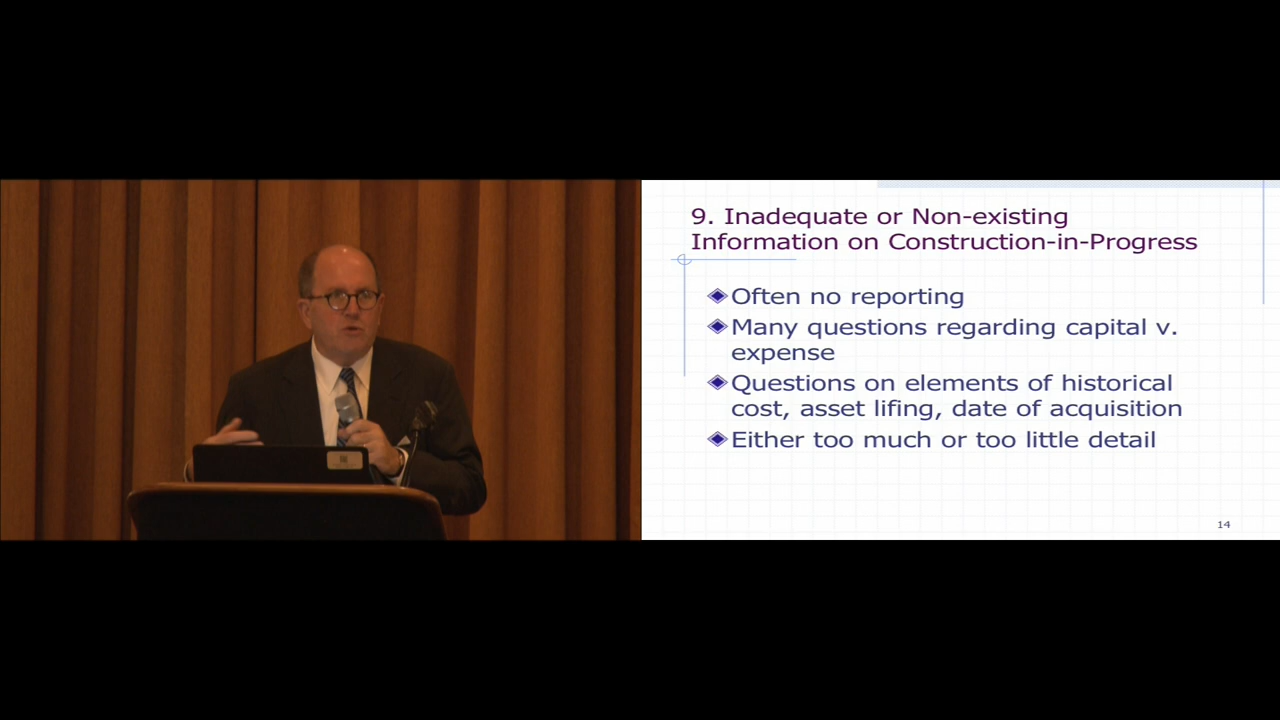 9. Inadequate or Non-existing
Information on Construction-in-Progress
Often no reporting
Many questions regarding capital v.
expense
Questions on elements of historical
cost, asset lifing, date of acquisition
Either too much or too little detail
14